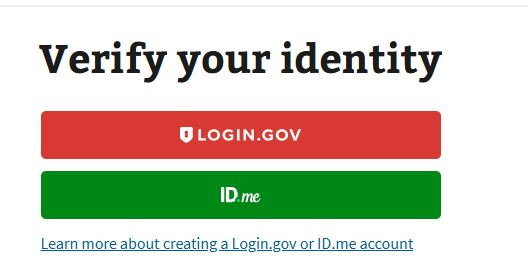 Verify your identity
LOGIN.GOV
ID.me
Learn more about creating a Login.gov or ID.me account